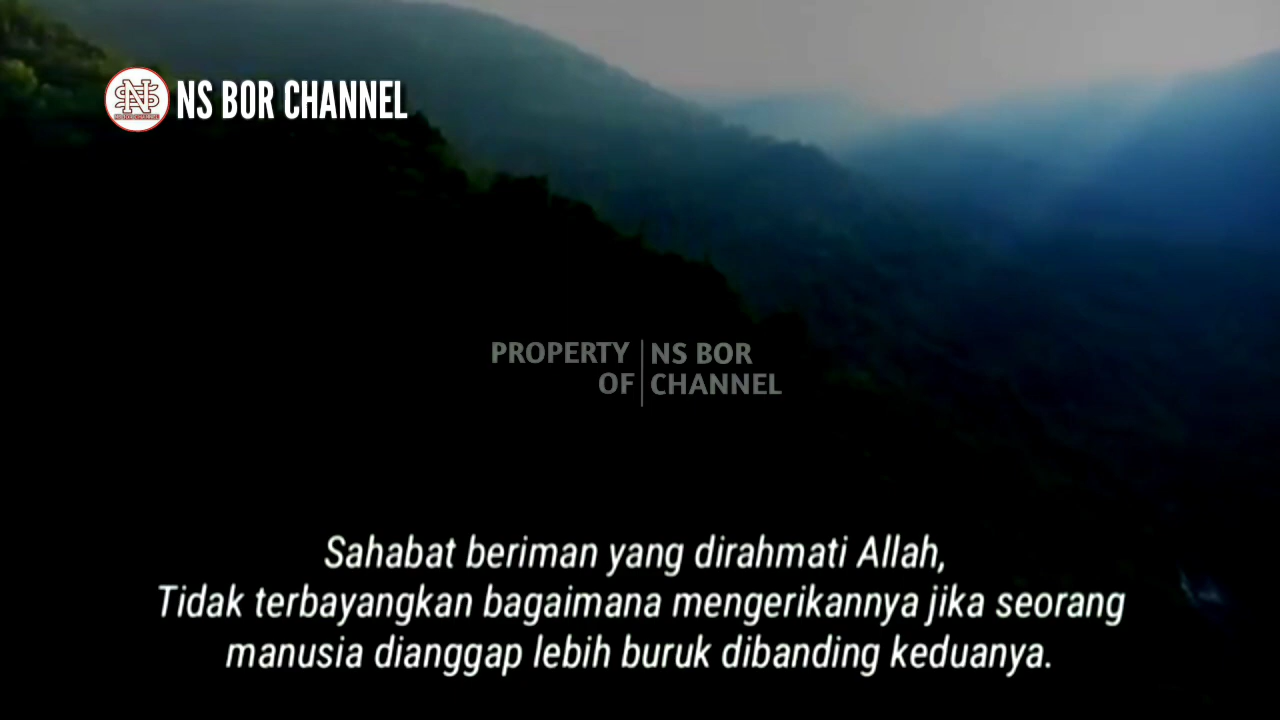 NS BOR CHANNEL
PROPERTY OF
NS BOR CHANNEL
Sahabat beriman yang dirahmati Allah,
Tidak terbayangkan bagaimana mengerikannya jika seorang
manusia dianggap lebih buruk dibanding keduanya.